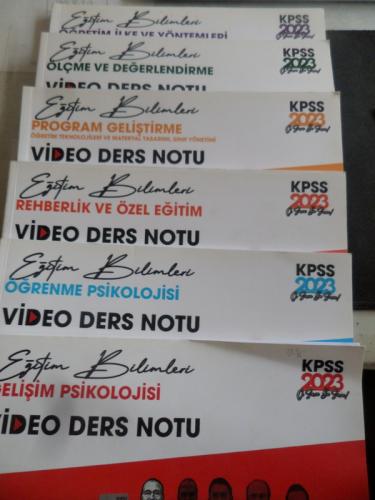 Eğitim Bilimleri
ÖĞRETİM İLKE VE YÖNTEMLERİ
KPSS
2023
Eğitim Bilimleri
ÖLÇME VE DEĞERLENDİRME
VİDEO DERS NOTU
KPSS
2023
Eğitim Bilimleri
PROGRAM GELİŞTİRME
ÖĞRETİM TEKNOLOJİLERİ VE MATERYAL TASARIMI, SINIF YÖNETİMİ
VİDEO DERS NOTU
KPSS
2023
Eğitim Bilimleri
REHBERLİK VE ÖZEL EĞİTİM
VİDEO DERS NOTU
KPSS
2023
Eğitim Bilimleri
ÖĞRENME PSİKOLOJİSİ
VİDEO DERS NOTU
KPSS
2023
Eğitim Bilimleri
GELİŞİM PSİKOLOJİSİ
VİDEO DERS NOTU
KPSS
2023